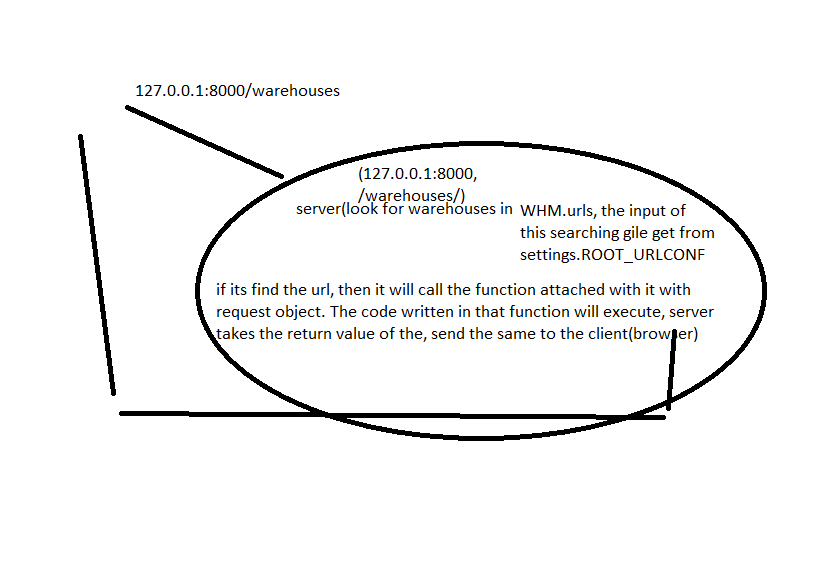 127.0.0.1:8000/warehouses
(127.0.0.1:8000,
/warehouses/)
server(look for warehouses in
WHM.urls, the input of
this searching gile get from
settings.ROOT_URLCONF
if its find the url, then it will call the function attached with it with
request object. The code written in that function will execute, server
takes the return value of the, send the same to the client(browser)